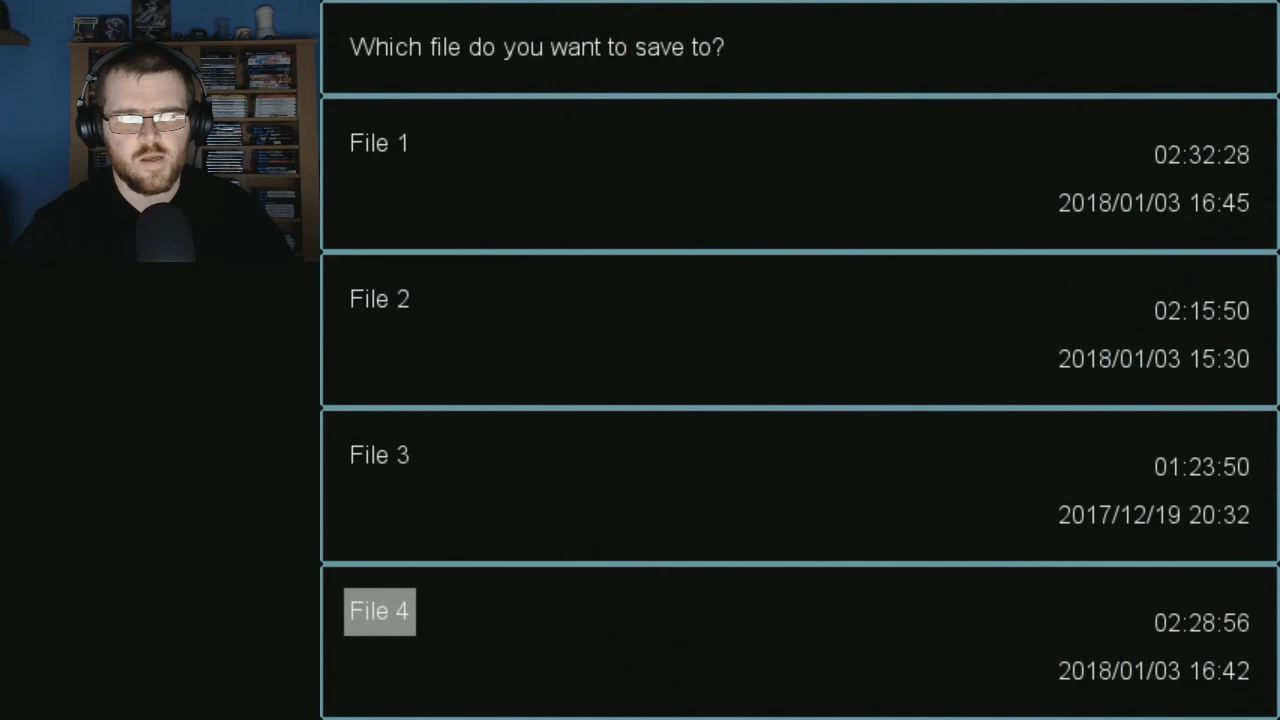 Which file do you want to save to?
File 1
02:32:28
2018/01/03 16:45
File 2
02:15:50
2018/01/03 15:30
File 3
01:23:50
2017/12/19 20:32
File 4
02:28:56
2018/01/03 16:42